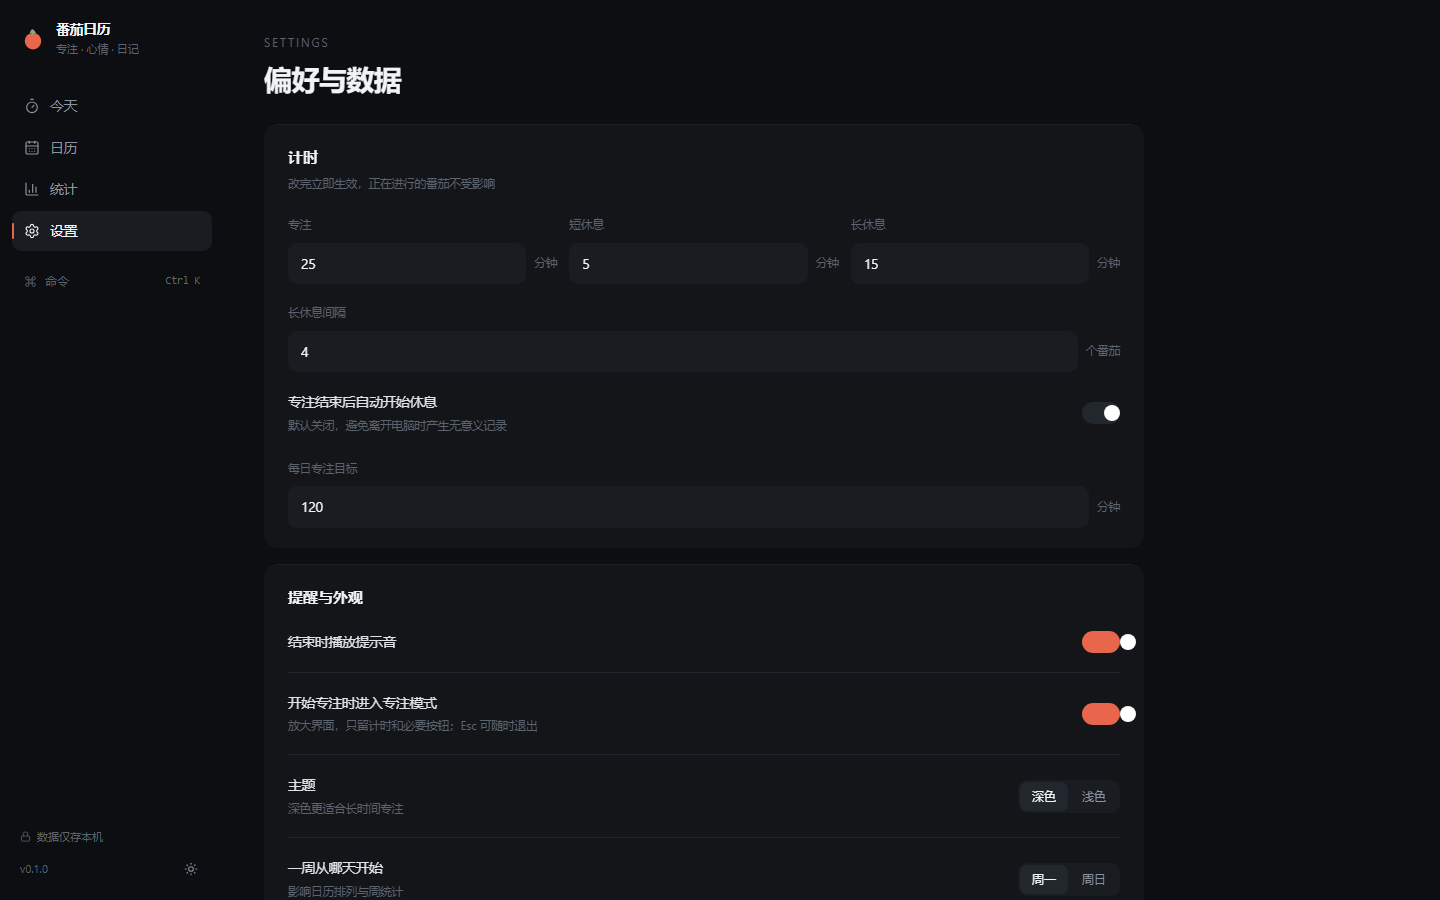 番茄日历
专注 · 心情 · 日记
今天
日历
统计
设置
命令
Ctrl K
数据仅存本机
v0.1.0
SETTINGS
偏好与数据
计时
改完立即生效，正在进行的番茄不受影响
专注
短休息
长休息
25
分钟
5
分钟
15
分钟
长休息间隔
4
个番茄
专注结束后自动开始休息
默认关闭，避免离开电脑时产生无意义记录
每日专注目标
120
分钟
提醒与外观
结束时播放提示音
开始专注时进入专注模式
放大界面，只留计时和必要按钮；Esc 可随时退出
主题
深色更适合长时间专注
深色
浅色
一周从哪天开始
影响日历排列与周统计
周一
周日